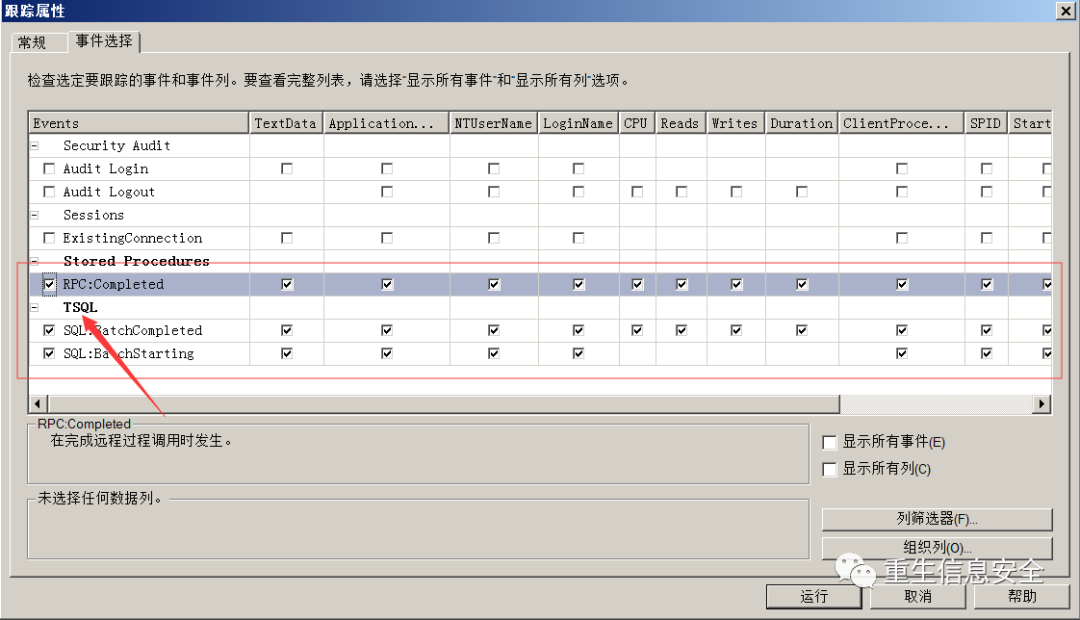 跟踪属性
常规 事件选择
检查选定要跟踪的事件和事件列。要查看完整列表，请选择"显示所有事件"和"显示所有列"选项。
Events TextData Application... NTUserName LoginName CPU Reads Writes Duration ClientProce... SPID Start
Security Audit
Audit Login
Audit Logout
Sessions
ExistingConnection
Stored Procedures
RPC:Completed
TSQL
SQL:BatchCompleted
SQL:BatchStarting
RPC:Completed
在完成远程过程调用时发生。
显示所有事件(E)
显示所有列(C)
未选择任何数据列。
列筛选器(F)...
组织列(O)...
重生信息安全
运行 取消 帮助